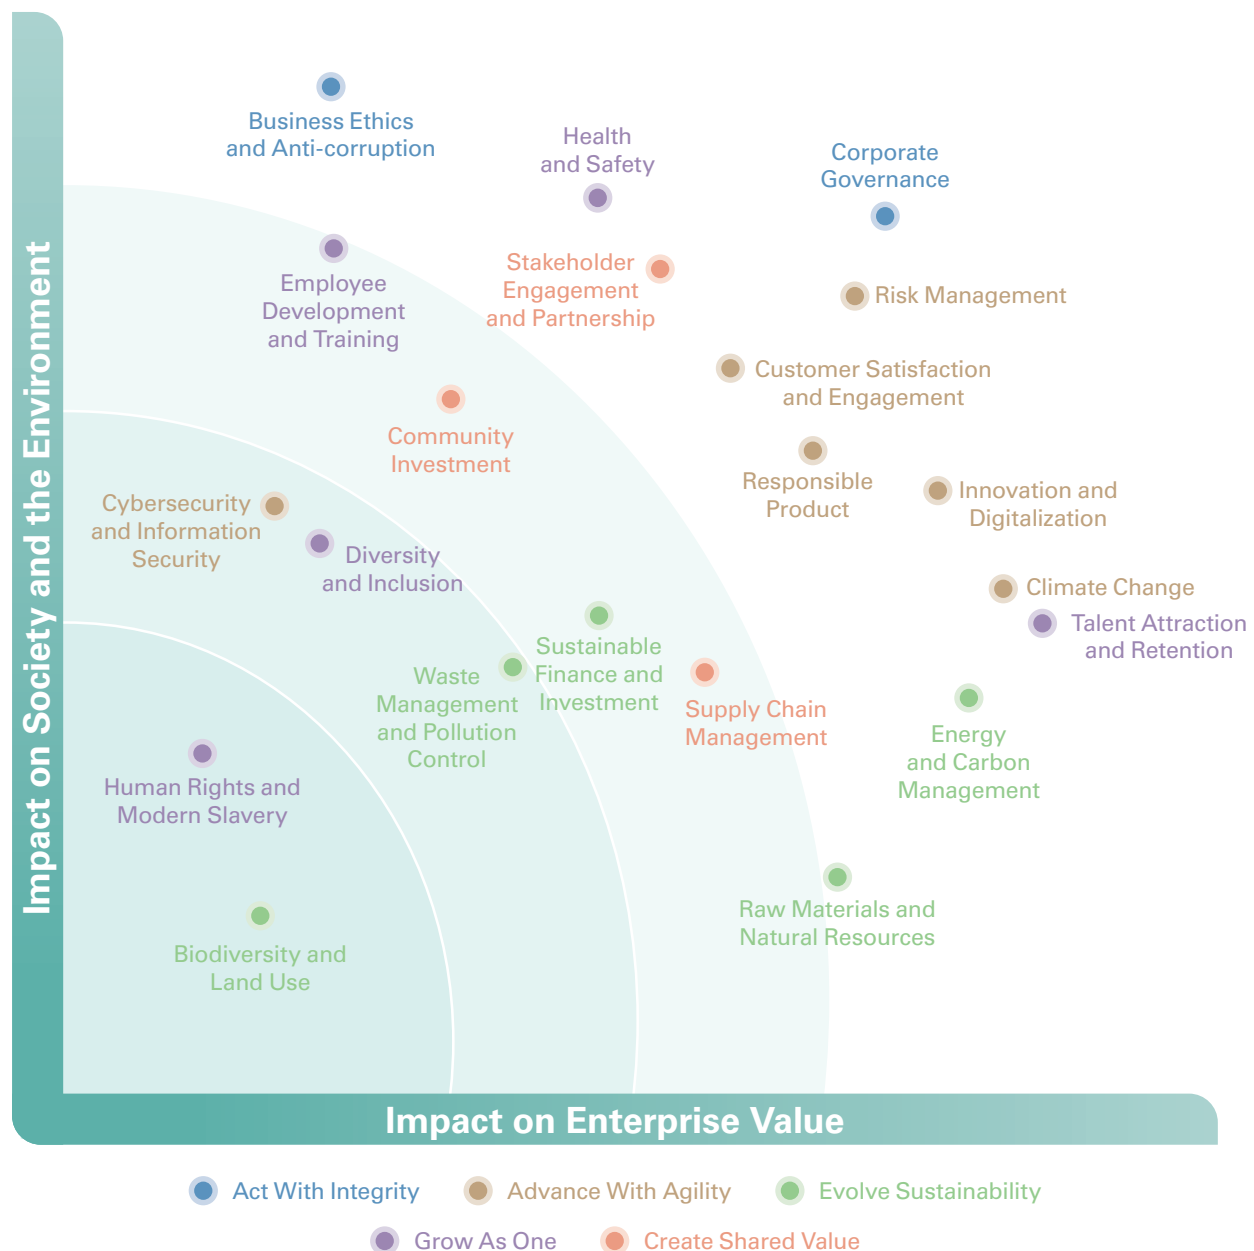 Impact on Society and the Environment
Business Ethics
and Anti-corruption
Health
and Safety
Corporate
Governance
Employee
Development
and Training
Stakeholder
Engagement
and Partnership
Risk Management
Customer Satisfaction
and Engagement
Community
Investment
Responsible
Product
Innovation and
Digitalization
Cybersecurity
and Information
Security
Diversity
and Inclusion
Climate Change
Talent Attraction
and Retention
Sustainable
Finance and
Investment
Waste
Management
and Pollution
Control
Supply Chain
Management
Energy
and Carbon
Management
Human Rights and
Modern Slavery
Raw Materials and
Natural Resources
Biodiversity and
Land Use
Impact on Enterprise Value
Act With Integrity
Advance With Agility
Evolve Sustainability
Grow As One
Create Shared Value